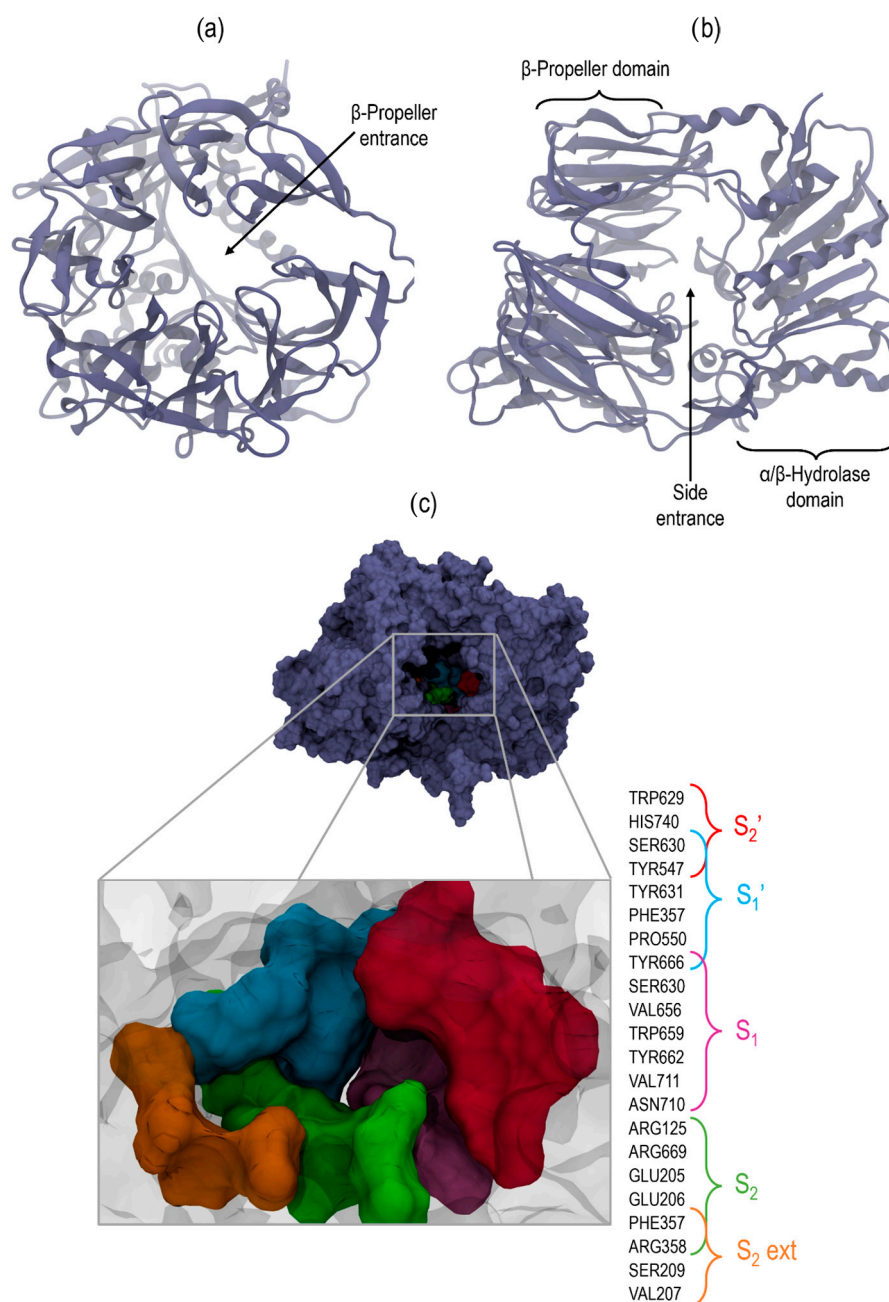 (a)
β-Propeller
entrance
(b)
β-Propeller domain
Side
entrance
α/β-Hydrolase
domain
(c)
TRP629
HIS740
SER630
TYR547
TYR631
PHE357
PRO550
TYR666
SER630
VAL656
TRP659
TYR662
VAL711
ASN710
ARG125
ARG669
GLU205
GLU206
PHE357
ARG358
SER209
VAL207
S₂’
S₁’
S₁
S₂
S₂ ext